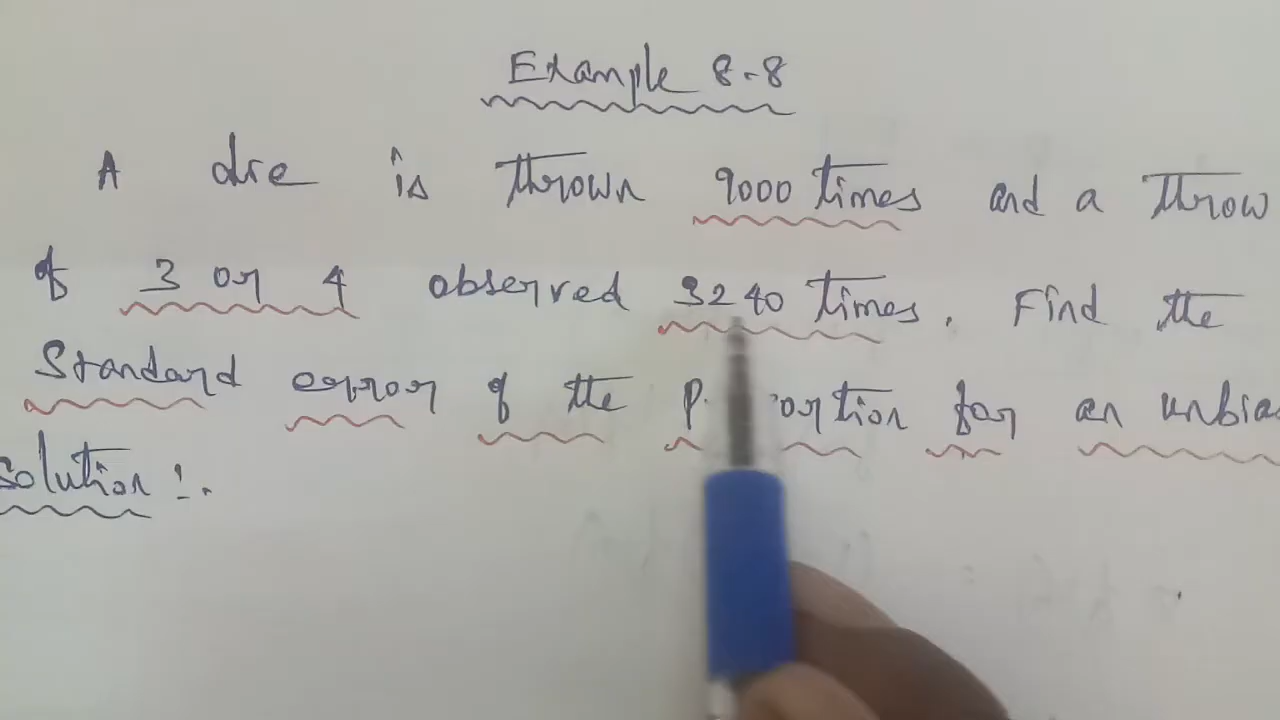 Example 8.8
A die is thrown 9000 times and a throw
of 3 or 4 observed 3240 times. Find the
Standard error of the for an
Solution :.